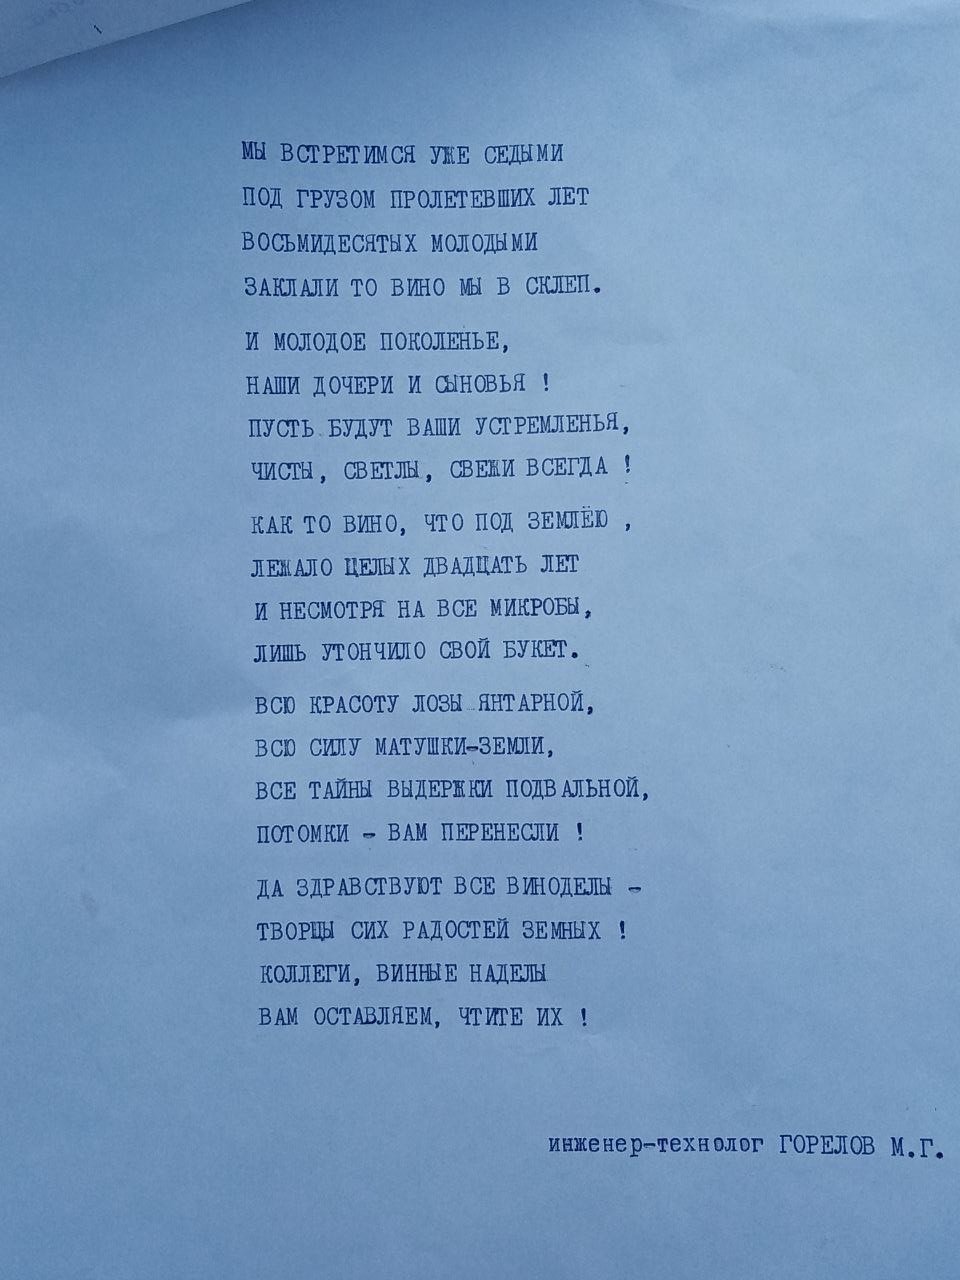 МЫ ВСТРЕТИМСЯ УЖЕ СЕДЫМИ
ПОД ГРУЗОМ ПРОЛЕТЕВШИХ ЛЕТ
ВОСЬМИДЕСЯТЫХ МОЛОДЫМИ
ЗАКЛАЛИ ТО ВИНО МЫ В СКЛЕП.
И МОЛОДОЕ ПОКОЛЕНЬЕ,
НАШИ ДОЧЕРИ И СЫНОВЬЯ !
ПУСТЬ БУДУТ ВАШИ УСТРЕМЛЕНЬЯ,
ЧИСТЫ, СВЕТЛЫ, СВЕЖИ ВСЕГДА !
КАК ТО ВИНО, ЧТО ПОД ЗЕМЛЁЮ ,
ЛЕЖАЛО ЦЕЛЫХ ДВАДЦАТЬ ЛЕТ
И НЕСМОТРЯ НА ВСЕ МИКРОБЫ,
ЛИШЬ УТОНЧИЛО СВОЙ БУКЕТ.
ВСЮ КРАСОТУ ЛОЗЫ ЯНТАРНОЙ,
ВСЮ СИЛУ МАТУШКИ-ЗЕМЛИ,
ВСЕ ТАЙНЫ ВЫДЕРЖКИ ПОДВАЛЬНОЙ,
ПОТОМКИ - ВАМ ПЕРЕНЕСЛИ !
ДА ЗДРАВСТВУЮТ ВСЕ ВИНОДЕЛЫ -
ТВОРЦЫ СИХ РАДОСТЕЙ ЗЕМНЫХ !
КОЛЛЕГИ, ВИННЫЕ НАДЕЛЫ
ВАМ ОСТАВЛЯЕМ, ЧТИТЕ ИХ !
инженер-технолог ГОРЕЛОВ М.Г.